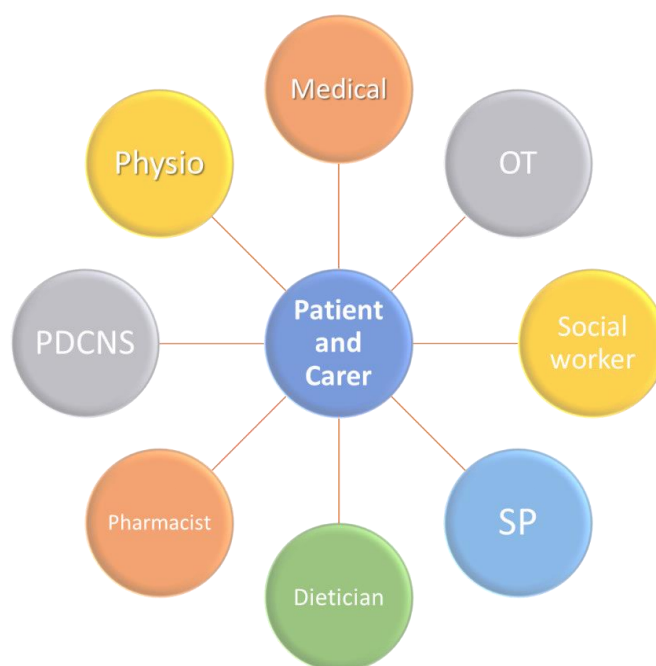 Medical
OT
Social
worker
SP
Dietician
Pharmacist
PDCNS
Physio
Patient
and
Carer